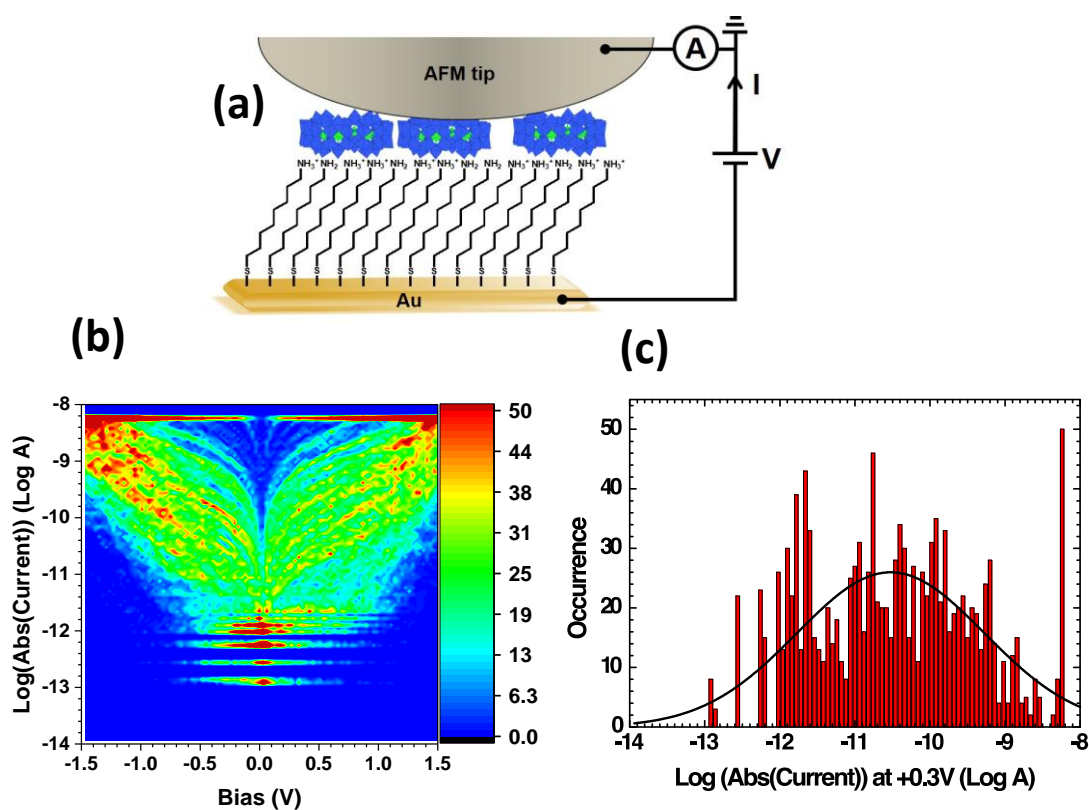 (a)
AFM tip
A
I
V
NH3+ NH2 NH3+ NH3+ NH2 NH3+ NH3+ NH2 NH2 NH3+ NH3+ NH2 NH3+ NH3+
S S S S S S S S S S S S S S
Au
(b)
Log(Abs(Current)) (Log A)
-8
-9
-10
-11
-12
-13
-14
-1.5 -1.0 -0.5 0.0 0.5 1.0 1.5
Bias (V)
50
44
38
31
25
19
13
6.3
0.0
(c)
Occurrence
50
40
30
20
10
0
-14 -13 -12 -11 -10 -9 -8
Log (Abs(Current)) at +0.3V (Log A)